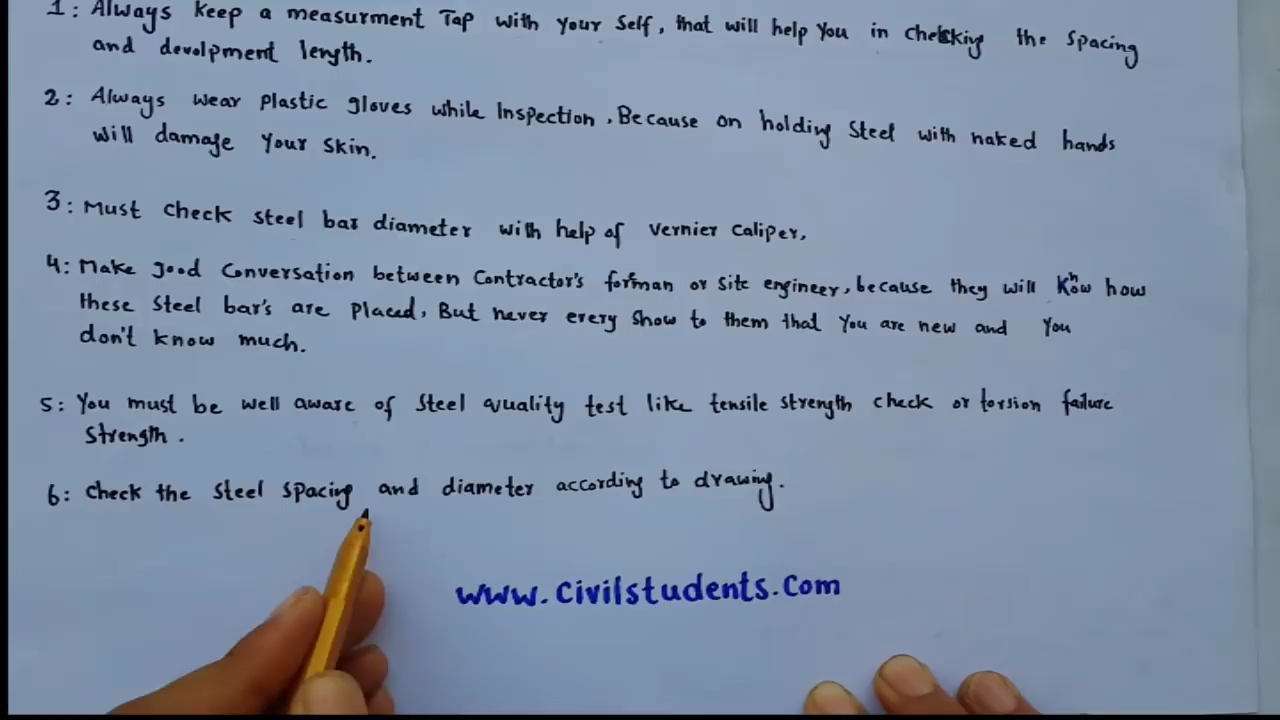 1: Always keep a measurment Tap with your self, that will help you in checking the spacing
and devolpment length.
2: Always wear plastic gloves while Inspection. Because on holding steel with naked hands
will damage your skin.
3: Must check steel bar diameter with help of vernier caliper,
4: Make good conversation between contractor's forman or site engineer, because they will know how
these steel bar's are placed, But never every show to them that you are new and you
don't know much.
5: You must be well aware of steel quality test like tensile strength check or torsion failure
strength.
6: check the steel spacing and diameter according to drawing.
www.civilstudents.com